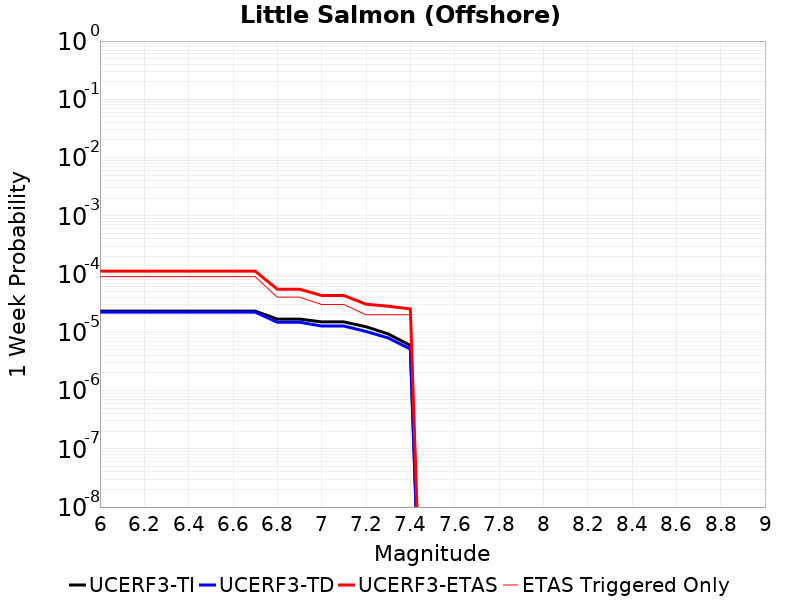 Little Salmon (Offshore)
1 Week Probability
10^0
10^-1
10^-2
10^-3
10^-4
10^-5
10^-6
10^-7
10^-8
6 6.2 6.4 6.6 6.8 7 7.2 7.4 7.6 7.8 8 8.2 8.4 8.6 8.8 9
Magnitude
UCERF3-TI UCERF3-TD UCERF3-ETAS ETAS Triggered Only